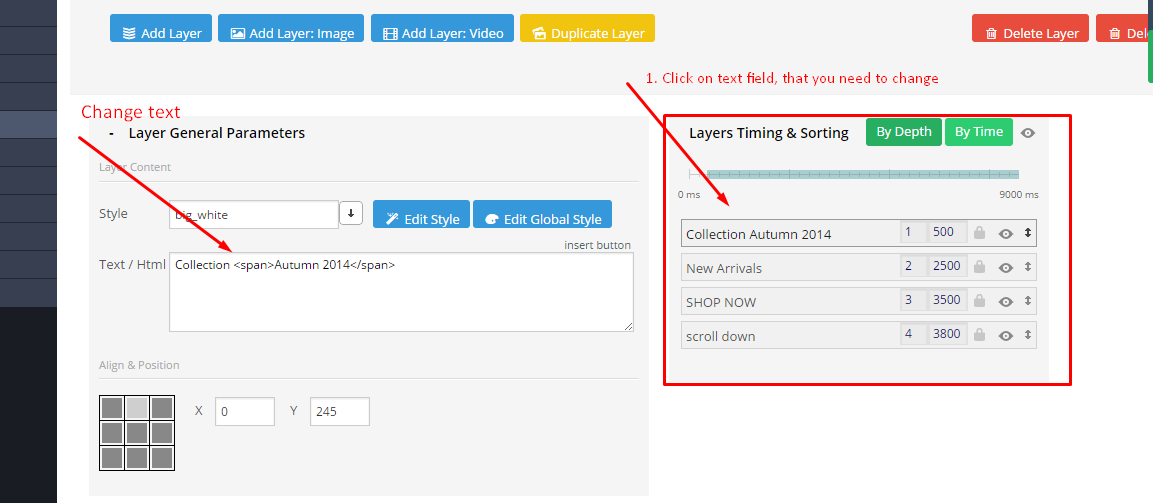 Add Layer Add Layer: Image Add Layer: Video Duplicate Layer Delete Layer
1. Click on text field, that you need to change
Change text
- Layer General Parameters
Layer Content
Style big_white Edit Style Edit Global Style
insert button
Text / Html Collection <span>Autumn 2014</span>
Align & Position
X 0 Y 245
Layers Timing & Sorting By Depth By Time
0 ms 9000 ms
Collection Autumn 2014 1 500
New Arrivals 2 2500
SHOP NOW 3 3500
scroll down 4 3800